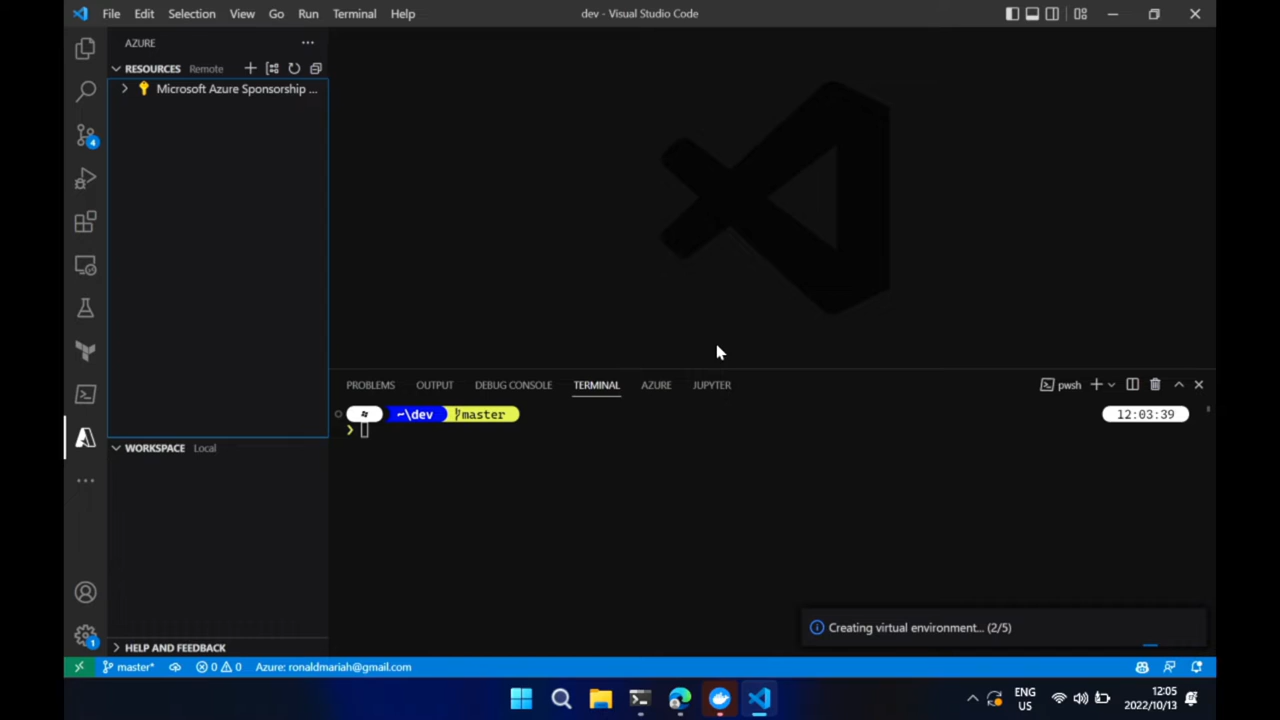 File Edit Selection View Go Run Terminal Help
dev - Visual Studio Code
AZURE
RESOURCES Remote
Microsoft Azure Sponsorship ...
4
PROBLEMS OUTPUT DEBUG CONSOLE TERMINAL AZURE JUPYTER
pwsh
~\dev master
12:03:39
WORKSPACE Local
Creating virtual environment... (2/5)
1
HELP AND FEEDBACK
master* 0 0 Azure: ronaldmariah@gmail.com
ENG
US
12:05
2022/10/13